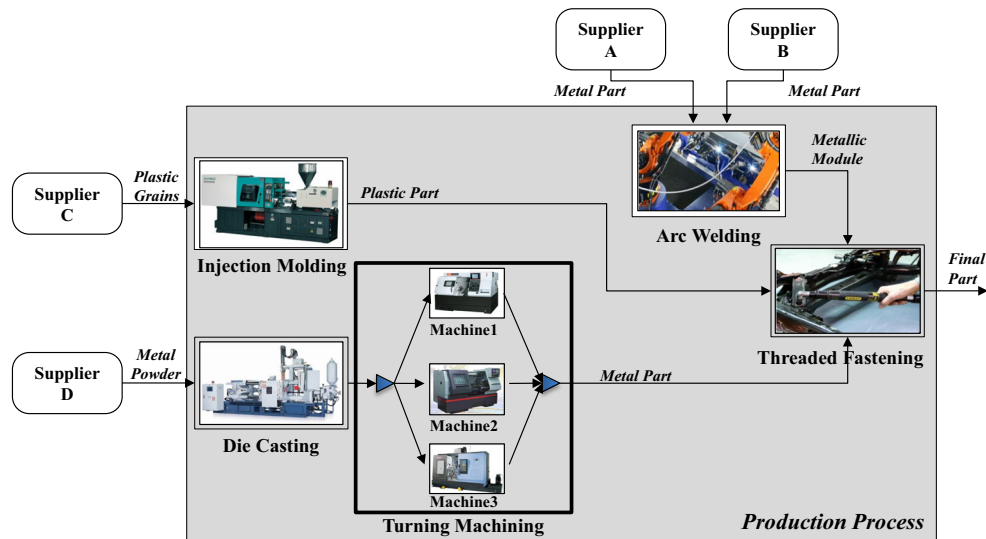 Supplier
A
Supplier
B
Metal Part
Metal Part
Metallic
Module
Arc Welding
Supplier
C
Plastic
Grains
Plastic Part
Injection Molding
Final
Part
Threaded Fastening
Machine1
Supplier
D
Metal
Powder
Metal Part
Die Casting
Machine2
Machine3
Turning Machining
Production Process